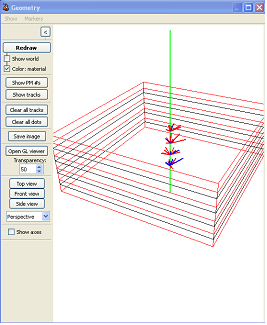 Geometry
Show Markers
<
Redraw
Show world
Color: material
Show PM #s
Show tracks
Clear all tracks
Clear all dots
Save image
Open GL viewer
Transparency:
50
Top view
Front view
Side view
Perspective
Show axes